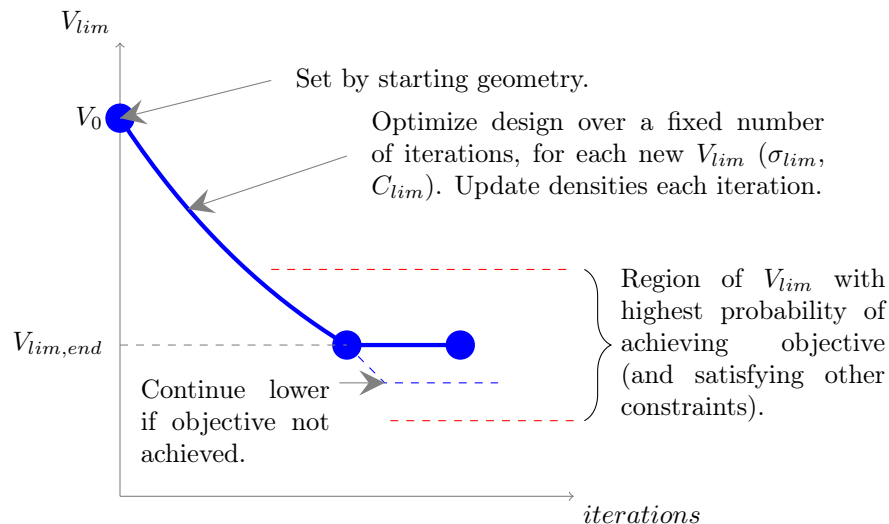 V_lim
Set by starting geometry.
V_0
Optimize design over a fixed number
of iterations, for each new V_lim (σ_lim,
C_lim). Update densities each iteration.
Region of V_lim with
highest probability of
achieving objective
(and satisfying other
constraints).
V_lim,end
Continue lower
if objective not
achieved.
iterations